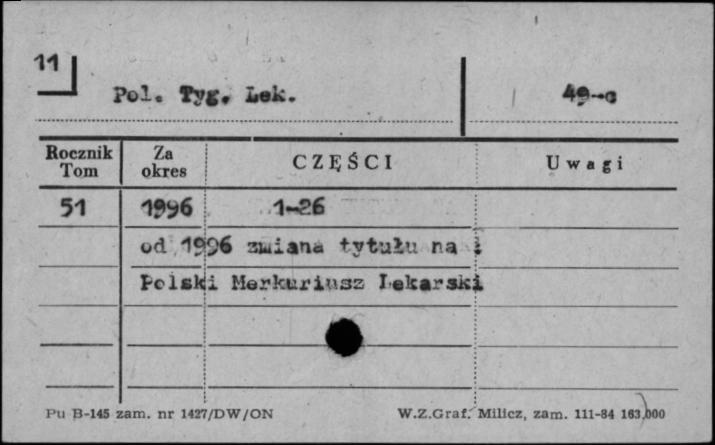 11
Pol. Tyg. Lek. 49-c
Rocznik Tom Za okres CZĘŚCI Uwagi
51 1996 1-26
od 1996 zmiana tytułu na :
Polski Merkuriusz Lekarski
Pu B-145 zam. nr 1427/DW/ON W.Z.Graf. Milicz, zam. 111-84 163.000